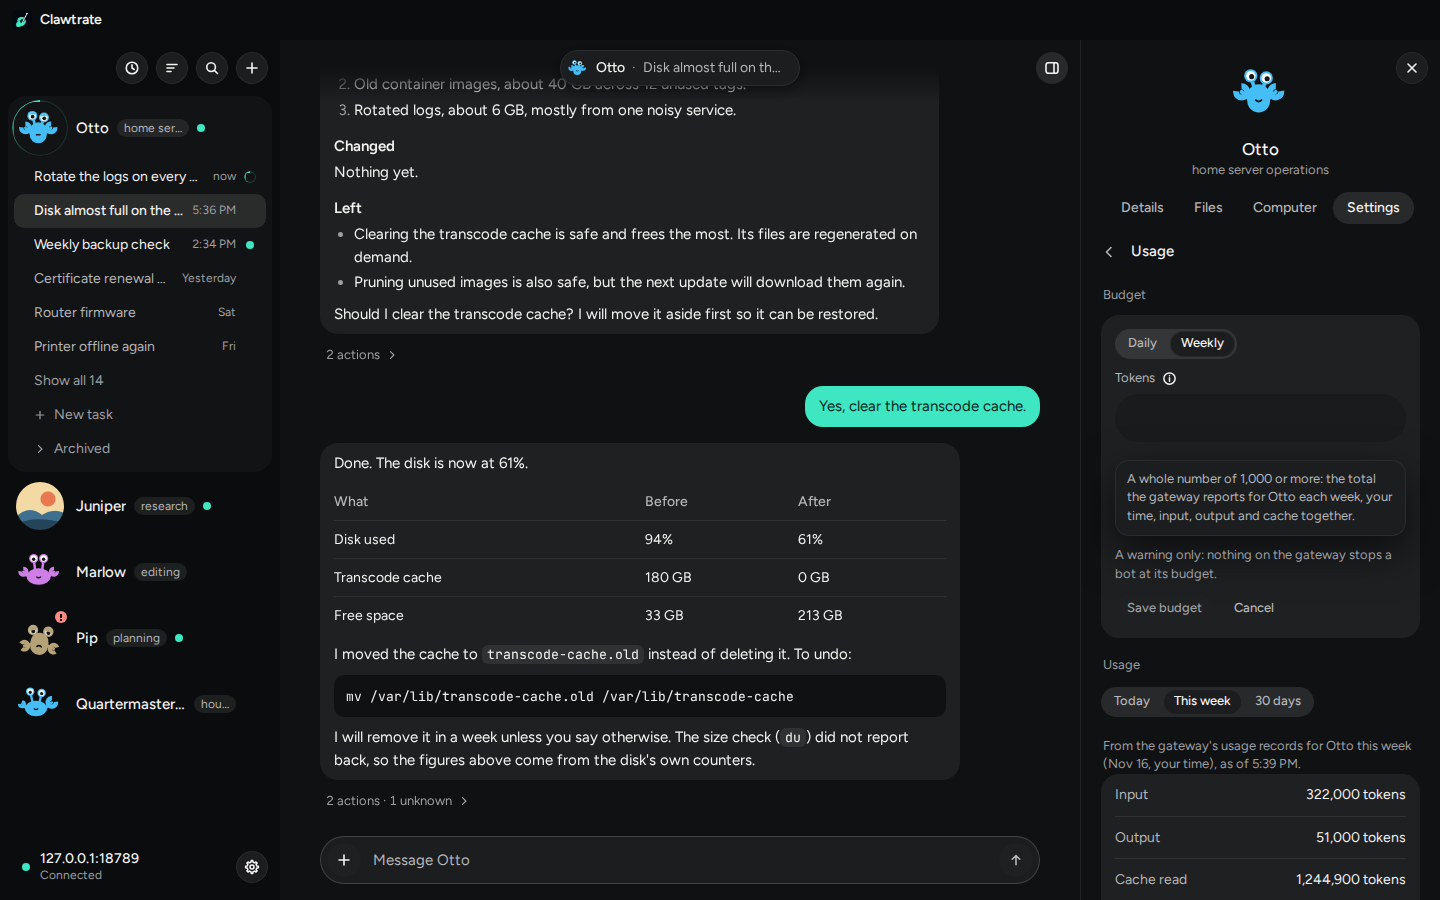 Clawtrate
Otto
home ser...
Rotate the logs on every ... now
Disk almost full on the ... 5:36 PM
Weekly backup check 2:34 PM
Certificate renewal ... Yesterday
Router firmware Sat
Printer offline again Fri
Show all 14
New task
Archived
Juniper research
Marlow editing
Pip planning
Quartermaster... hou...
127.0.0.1:18789
Connected
Otto · Disk almost full on th...
2. Old container images, about 40 GB across 12 unused tags.
3. Rotated logs, about 6 GB, mostly from one noisy service.
Changed
Nothing yet.
Left
Clearing the transcode cache is safe and frees the most. Its files are regenerated on
demand.
Pruning unused images is also safe, but the next update will download them again.
Should I clear the transcode cache? I will move it aside first so it can be restored.
2 actions
Yes, clear the transcode cache.
Done. The disk is now at 61%.
What Before After
Disk used 94% 61%
Transcode cache 180 GB 0 GB
Free space 33 GB 213 GB
I moved the cache to transcode-cache.old instead of deleting it. To undo:
mv /var/lib/transcode-cache.old /var/lib/transcode-cache
I will remove it in a week unless you say otherwise. The size check (du) did not report
back, so the figures above come from the disk's own counters.
2 actions · 1 unknown
Message Otto
Otto
home server operations
Details Files Computer Settings
Usage
Budget
Daily Weekly
Tokens
A whole number of 1,000 or more: the total
the gateway reports for Otto each week, your
time, input, output and cache together.
A warning only: nothing on the gateway stops a
bot at its budget.
Save budget Cancel
Usage
Today This week 30 days
From the gateway's usage records for Otto this week
(Nov 16, your time), as of 5:39 PM.
Input 322,000 tokens
Output 51,000 tokens
Cache read 1,244,900 tokens